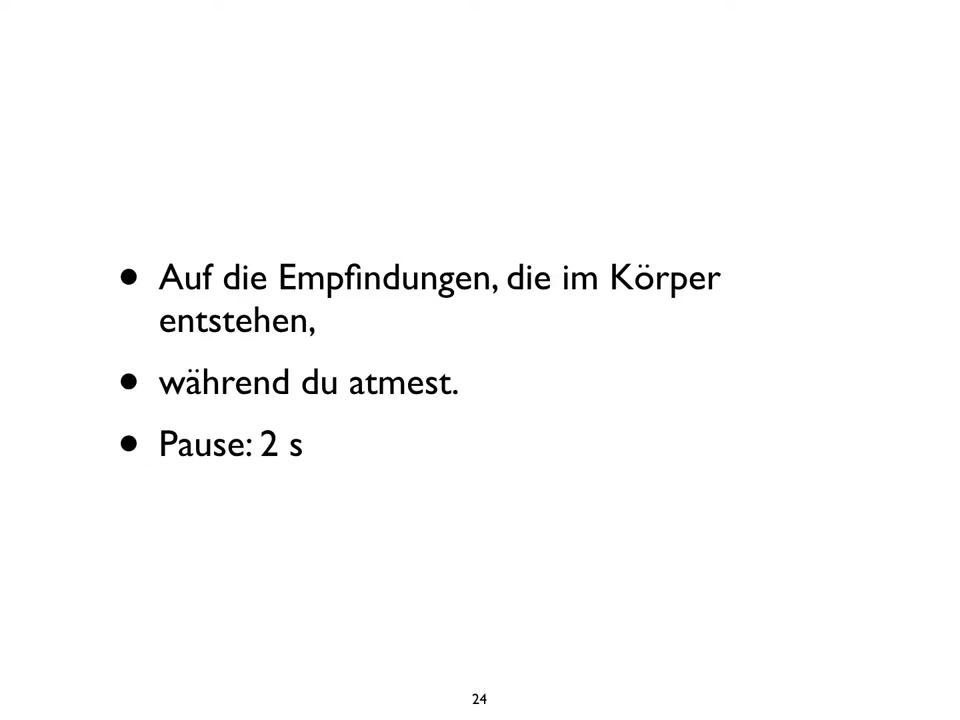 • Auf die Empfindungen, die im Körper
entstehen,
• während du atmest.
• Pause: 2 s
24